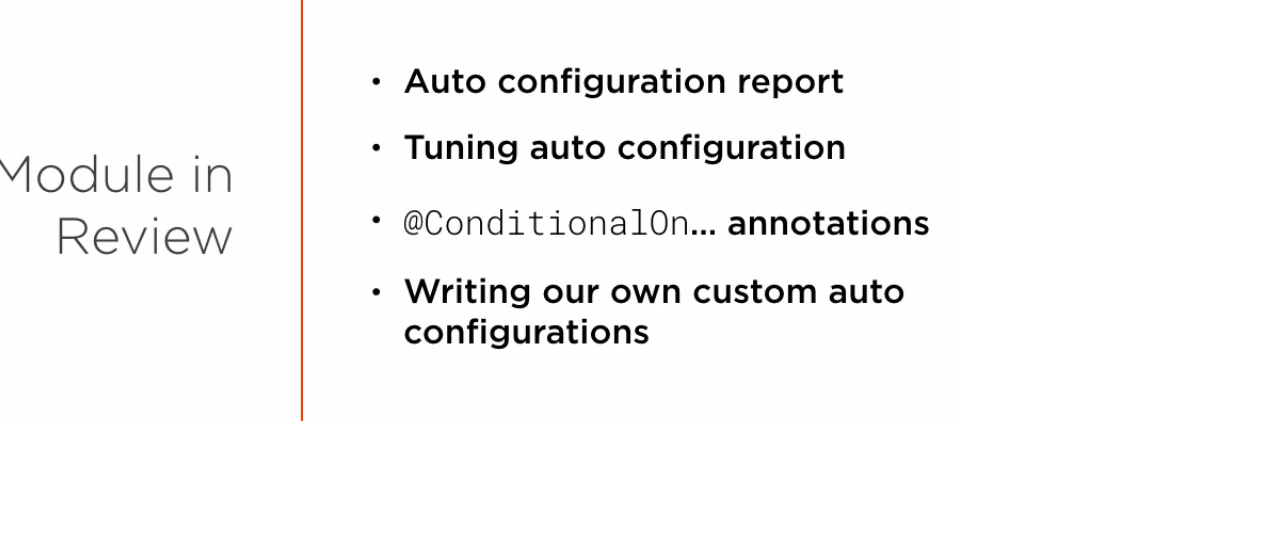 Module in
Review
• Auto configuration report
• Tuning auto configuration
• @ConditionalOn... annotations
• Writing our own custom auto
configurations